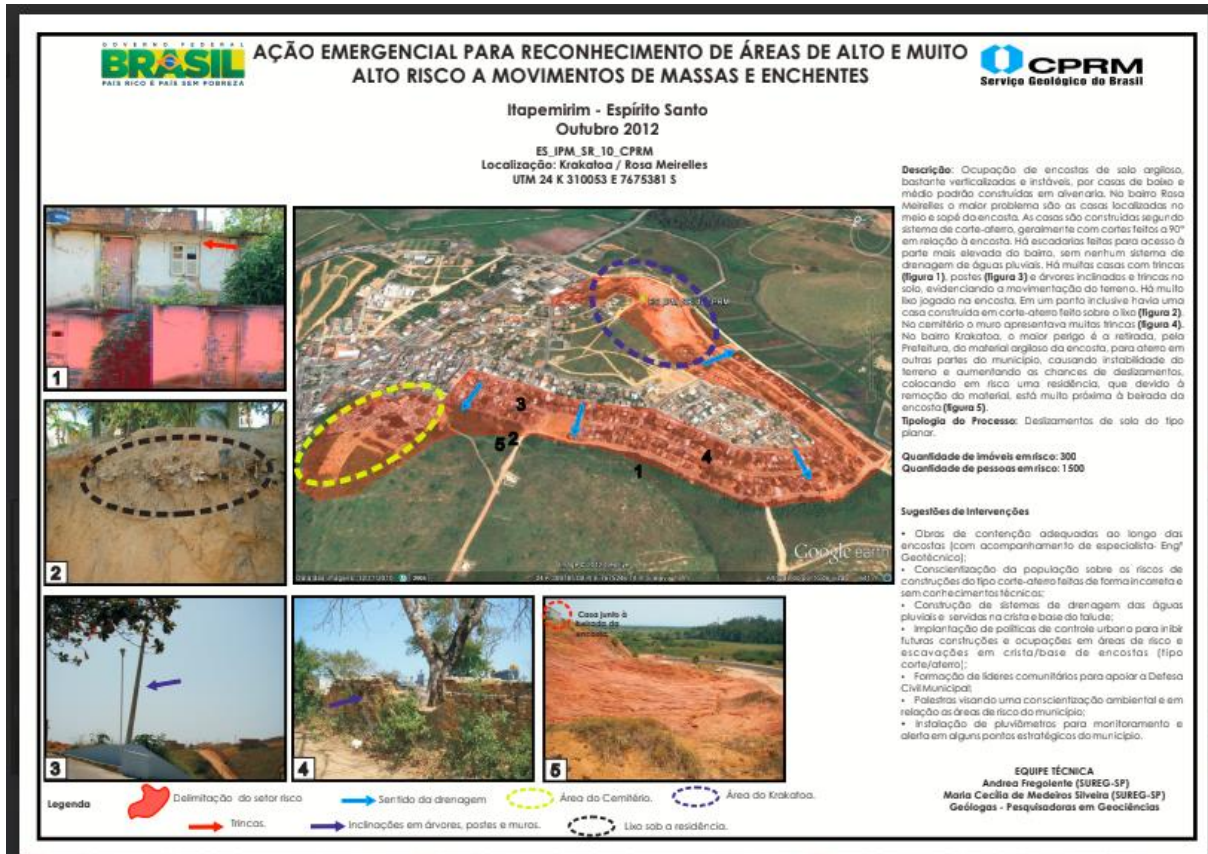 GOVERNO FEDERAL
BRASIL
PAÍS RICO É PAÍS SEM POBREZA
AÇÃO EMERGENCIAL PARA RECONHECIMENTO DE ÁREAS DE ALTO E MUITO
ALTO RISCO A MOVIMENTOS DE MASSAS E ENCHENTES
CPRM
Serviço Geológico do Brasil
Itapemirim - Espírito Santo
Outubro 2012
ES_IPM_SR_10_CPRM
Localização: Krakatoa / Rosa Meirelles
UTM 24 K 310053 E 7675381 S
Descrição: Ocupação de encostas de solo argiloso,
bastante verticalizadas e instáveis, por casas de baixo e
médio padrão construídas em alvenaria. No bairro Rosa
Meirelles o maior problema são as casas localizadas no
meio e sopé da encosta. As casas são construídas segundo
sistema de corte-aterro, geralmente com cortes feitos a 90°
em relação à encosta. Há escadarias feitas para acesso à
parte mais elevada do bairro, sem nenhum sistema de
drenagem de águas pluviais. Há muitas casas com trincas
(figura 1), postes (figura 3) e árvores inclinados e trincas no
solo, evidenciando a movimentação do terreno. Há muito
lixo jogado na encosta. Em um ponto inclusive havia uma
casa construída em corte-aterro feito sobre o lixo (figura 2).
No cemitério o muro apresentava muitas trincas (figura 4).
No bairro Krakatoa, o maior perigo é a retirada, pela
Prefeitura, do material argiloso da encosta, para aterro em
outras partes do município, causando instabilidade do
terreno e aumentando as chances de deslizamentos,
colocando em risco uma residência, que devido à
remoção do material, está muito próxima à beirada da
encosta (figura 5).
Tipologia do Processo: Deslizamentos de solo do tipo
planar.
Quantidade de imóveis em risco: 300
Quantidade de pessoas em risco: 1500
Sugestões de Intervenções
• Obras de contenção adequadas ao longo das
encostas (com acompanhamento de especialista- Engº
Geotécnico);
• Conscientização da população sobre os riscos de
construções do tipo corte-aterro feitas de forma incorreta e
sem conhecimentos técnicos;
• Construção de sistemas de drenagem das águas
pluviais e servidas na crista e base do talude;
• Implantação de políticas de controle urbano para inibir
futuras construções e ocupações em áreas de risco e
escavações em crista/base de encostas (tipo
corte/aterro);
• Formação de líderes comunitários para apoiar a Defesa
Civil Municipal;
• Palestras visando uma conscientização ambiental e em
relação as áreas de risco do município;
• Instalação de pluviômetros para monitoramento e
alerta em alguns pontos estratégicos do município.
EQUIPE TÉCNICA
Andrea Fregolente (SUREG-SP)
Maria Cecília de Medeiros Silveira (SUREG-SP)
Geólogas - Pesquisadoras em Geociências
1
2
3
4
5
3
5 2
1
4
Google earth
Casa junto à
beirada da
encosta
Legenda
Delimitação do setor risco
Sentido da drenagem
Área do Cemitério.
Área do Krakatoa.
Trincas.
Inclinações em árvores, postes e muros.
Lixo sob a residência.